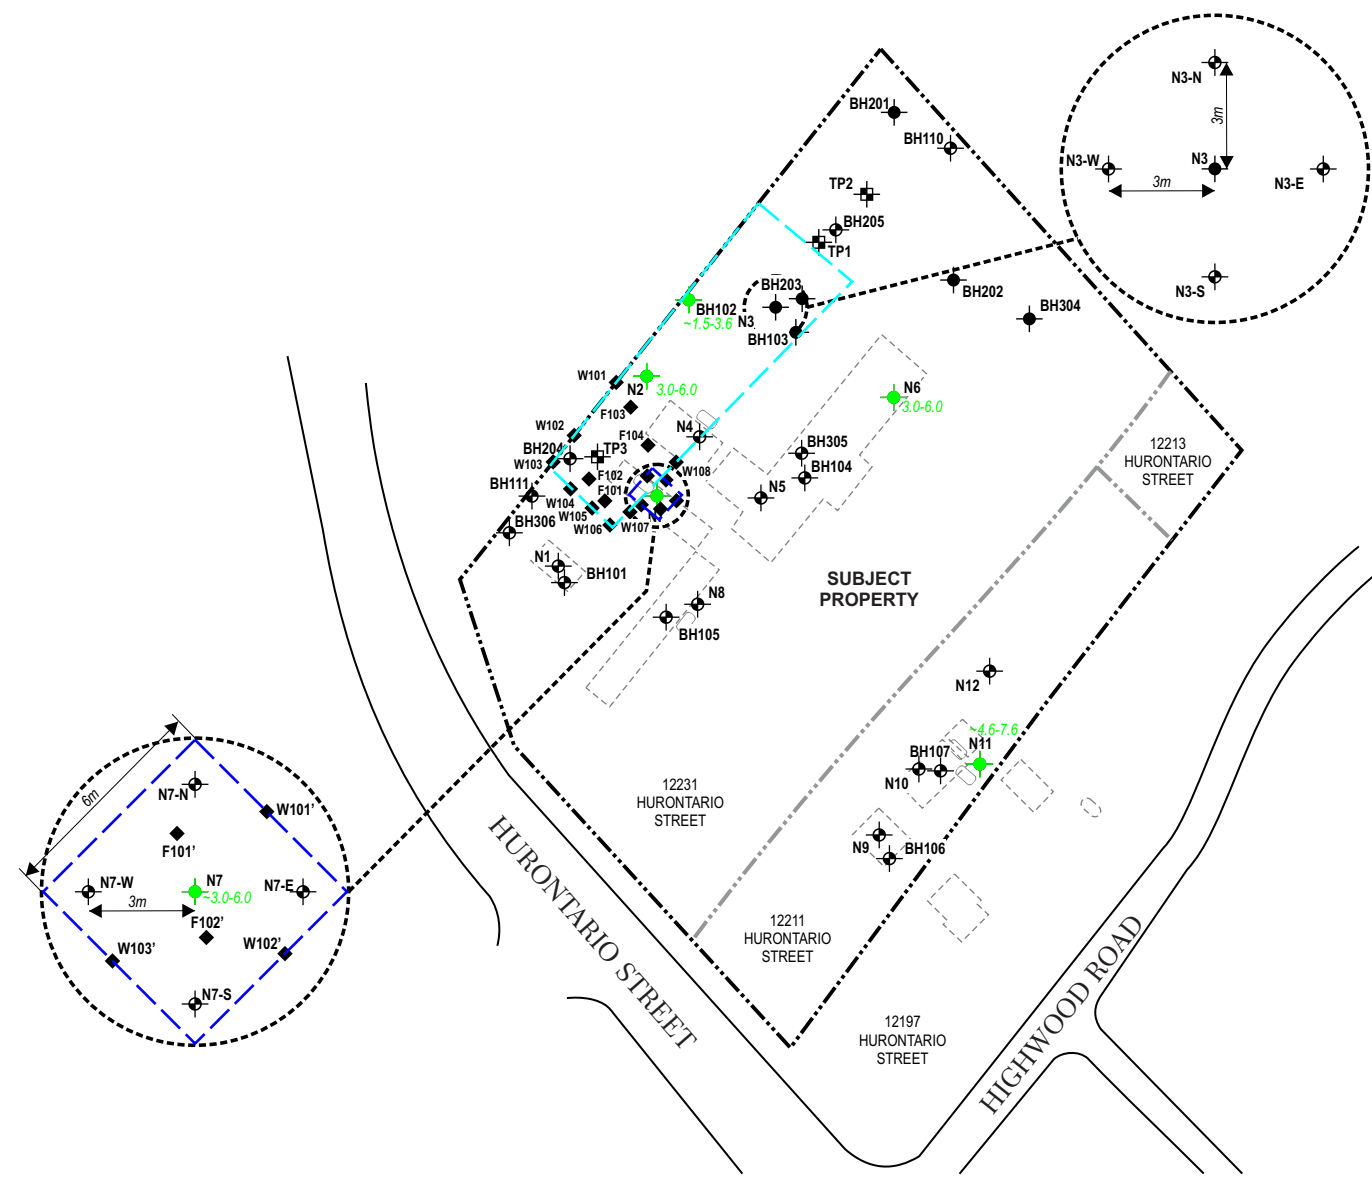 N3-N
3m
N3-W
N3
3m
N3-E
N3-S
BH201
BH110
TP2
BH205
TP1
BH203
BH202
BH102
~1.5-3.6
N3
BH103
BH304
W101
N2
3.0-6.0
F103
N6
3.0-6.0
W102
F104
N4
BH204
TP3
BH305
W103
W108
BH104
F102
BH111
F101
N5
W104
W105
W107
BH306
W106
12213
HURONTARIO
STREET
N1
BH101
SUBJECT
PROPERTY
N8
BH105
N12
~4.6-7.6
N11
BH107
N10
12231
HURONTARIO
STREET
N9
BH106
12211
HURONTARIO
STREET
12197
HURONTARIO
STREET
HURONTARIO STREET
HIGHWOOD ROAD
6m
N7-N
W101'
F101'
N7-W
N7
N7-E
~3.0-6.0
3m
F102'
W103'
W102'
N7-S